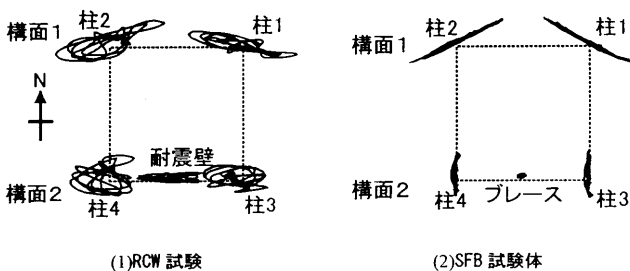 構面1 柱2 柱1
N
耐震壁
構面2 柱4 柱3
(1)RCW 試験
構面1 柱2 柱1
構面2 柱4 ブレース 柱3
(2)SFB 試験体